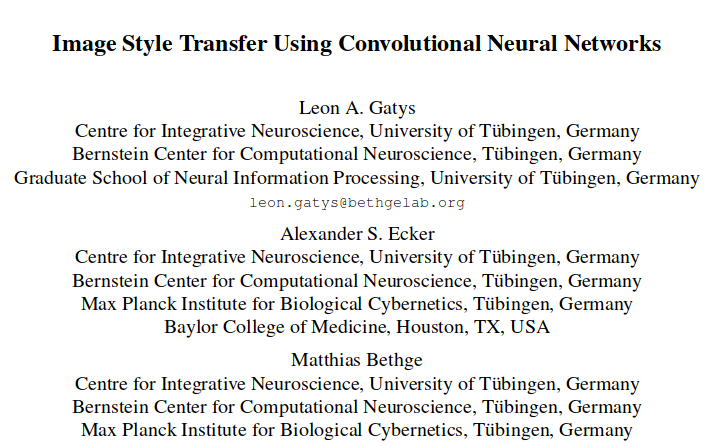 Image Style Transfer Using Convolutional Neural Networks
Leon A. Gatys
Centre for Integrative Neuroscience, University of Tübingen, Germany
Bernstein Center for Computational Neuroscience, Tübingen, Germany
Graduate School of Neural Information Processing, University of Tübingen, Germany
leon.gatys@bethgelab.org
Alexander S. Ecker
Centre for Integrative Neuroscience, University of Tübingen, Germany
Bernstein Center for Computational Neuroscience, Tübingen, Germany
Max Planck Institute for Biological Cybernetics, Tübingen, Germany
Baylor College of Medicine, Houston, TX, USA
Matthias Bethge
Centre for Integrative Neuroscience, University of Tübingen, Germany
Bernstein Center for Computational Neuroscience, Tübingen, Germany
Max Planck Institute for Biological Cybernetics, Tübingen, Germany